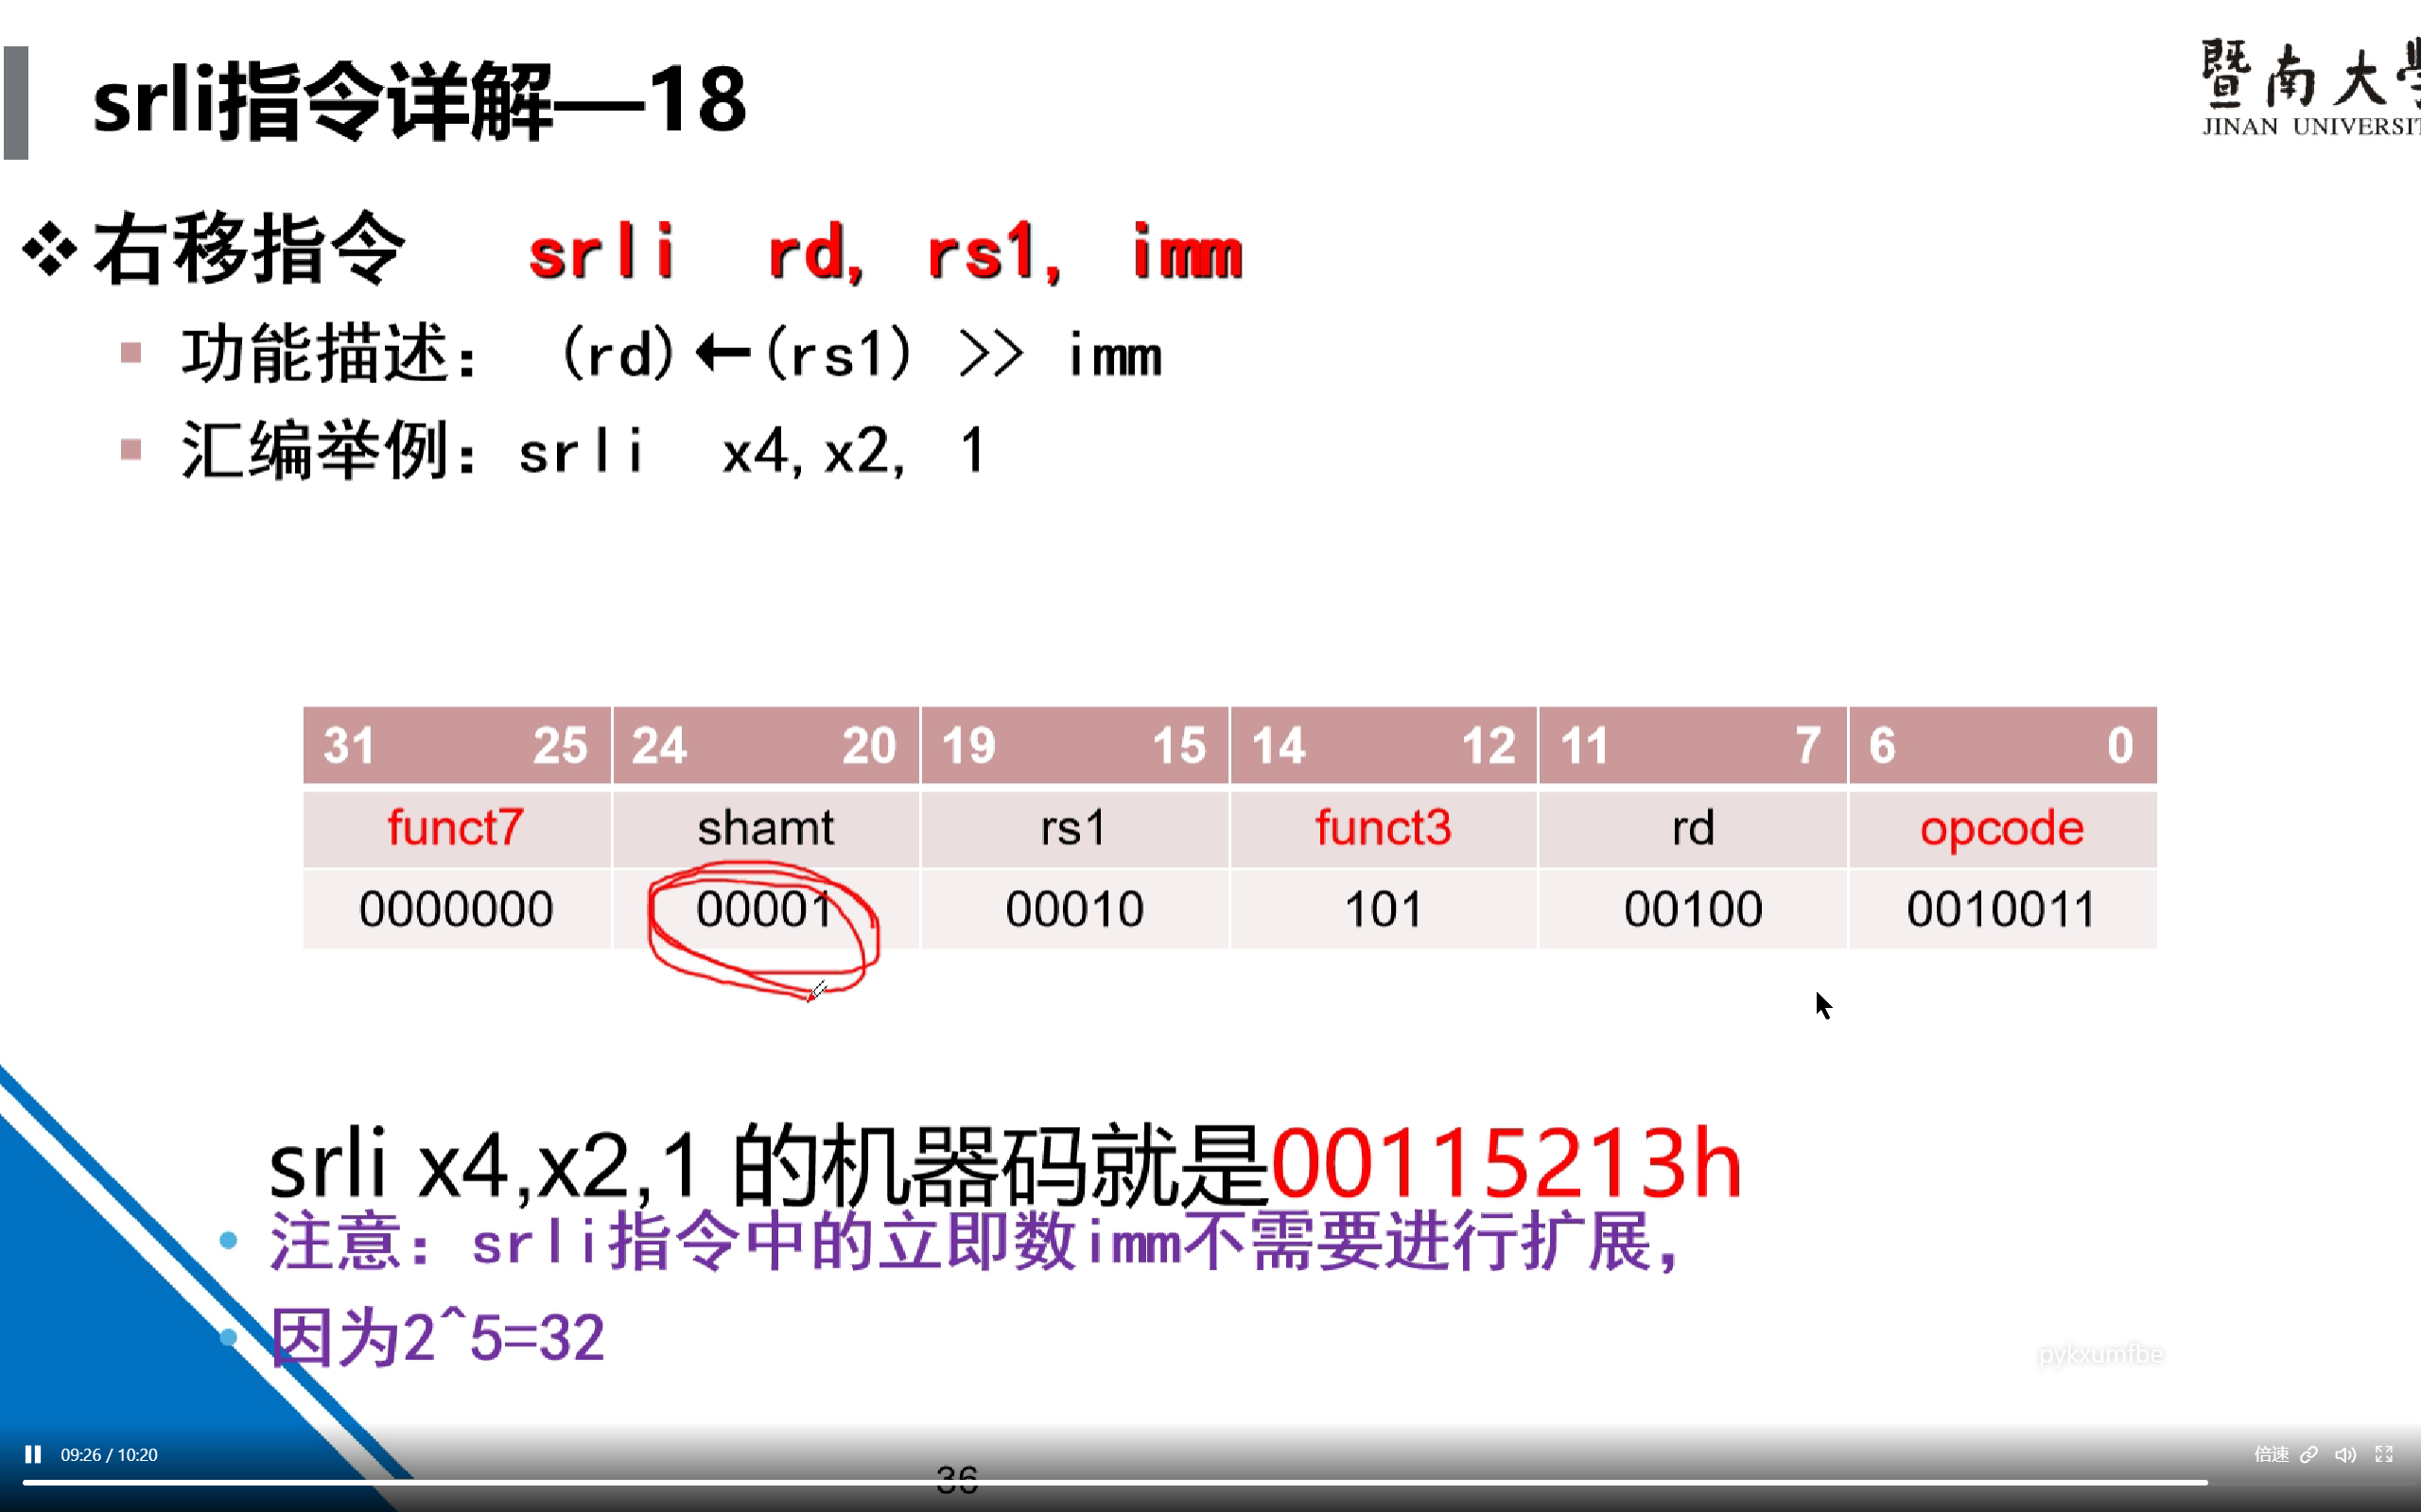 srli指令详解—18
暨南大學
JINAN UNIVERSIT
右移指令 srli rd, rs1, imm
功能描述： (rd)←(rs1) >> imm
汇编举例：srli x4,x2, 1
31 25 24 20 19 15 14 12 11 7 6 0
funct7 shamt rs1 funct3 rd opcode
0000000 00001 00010 101 00100 0010011
srli x4,x2,1 的机器码就是00115213h
注意：srli指令中的立即数imm不需要进行扩展，
因为2^5=32
pykxumfbe
09:26 / 10:20
倍速
36